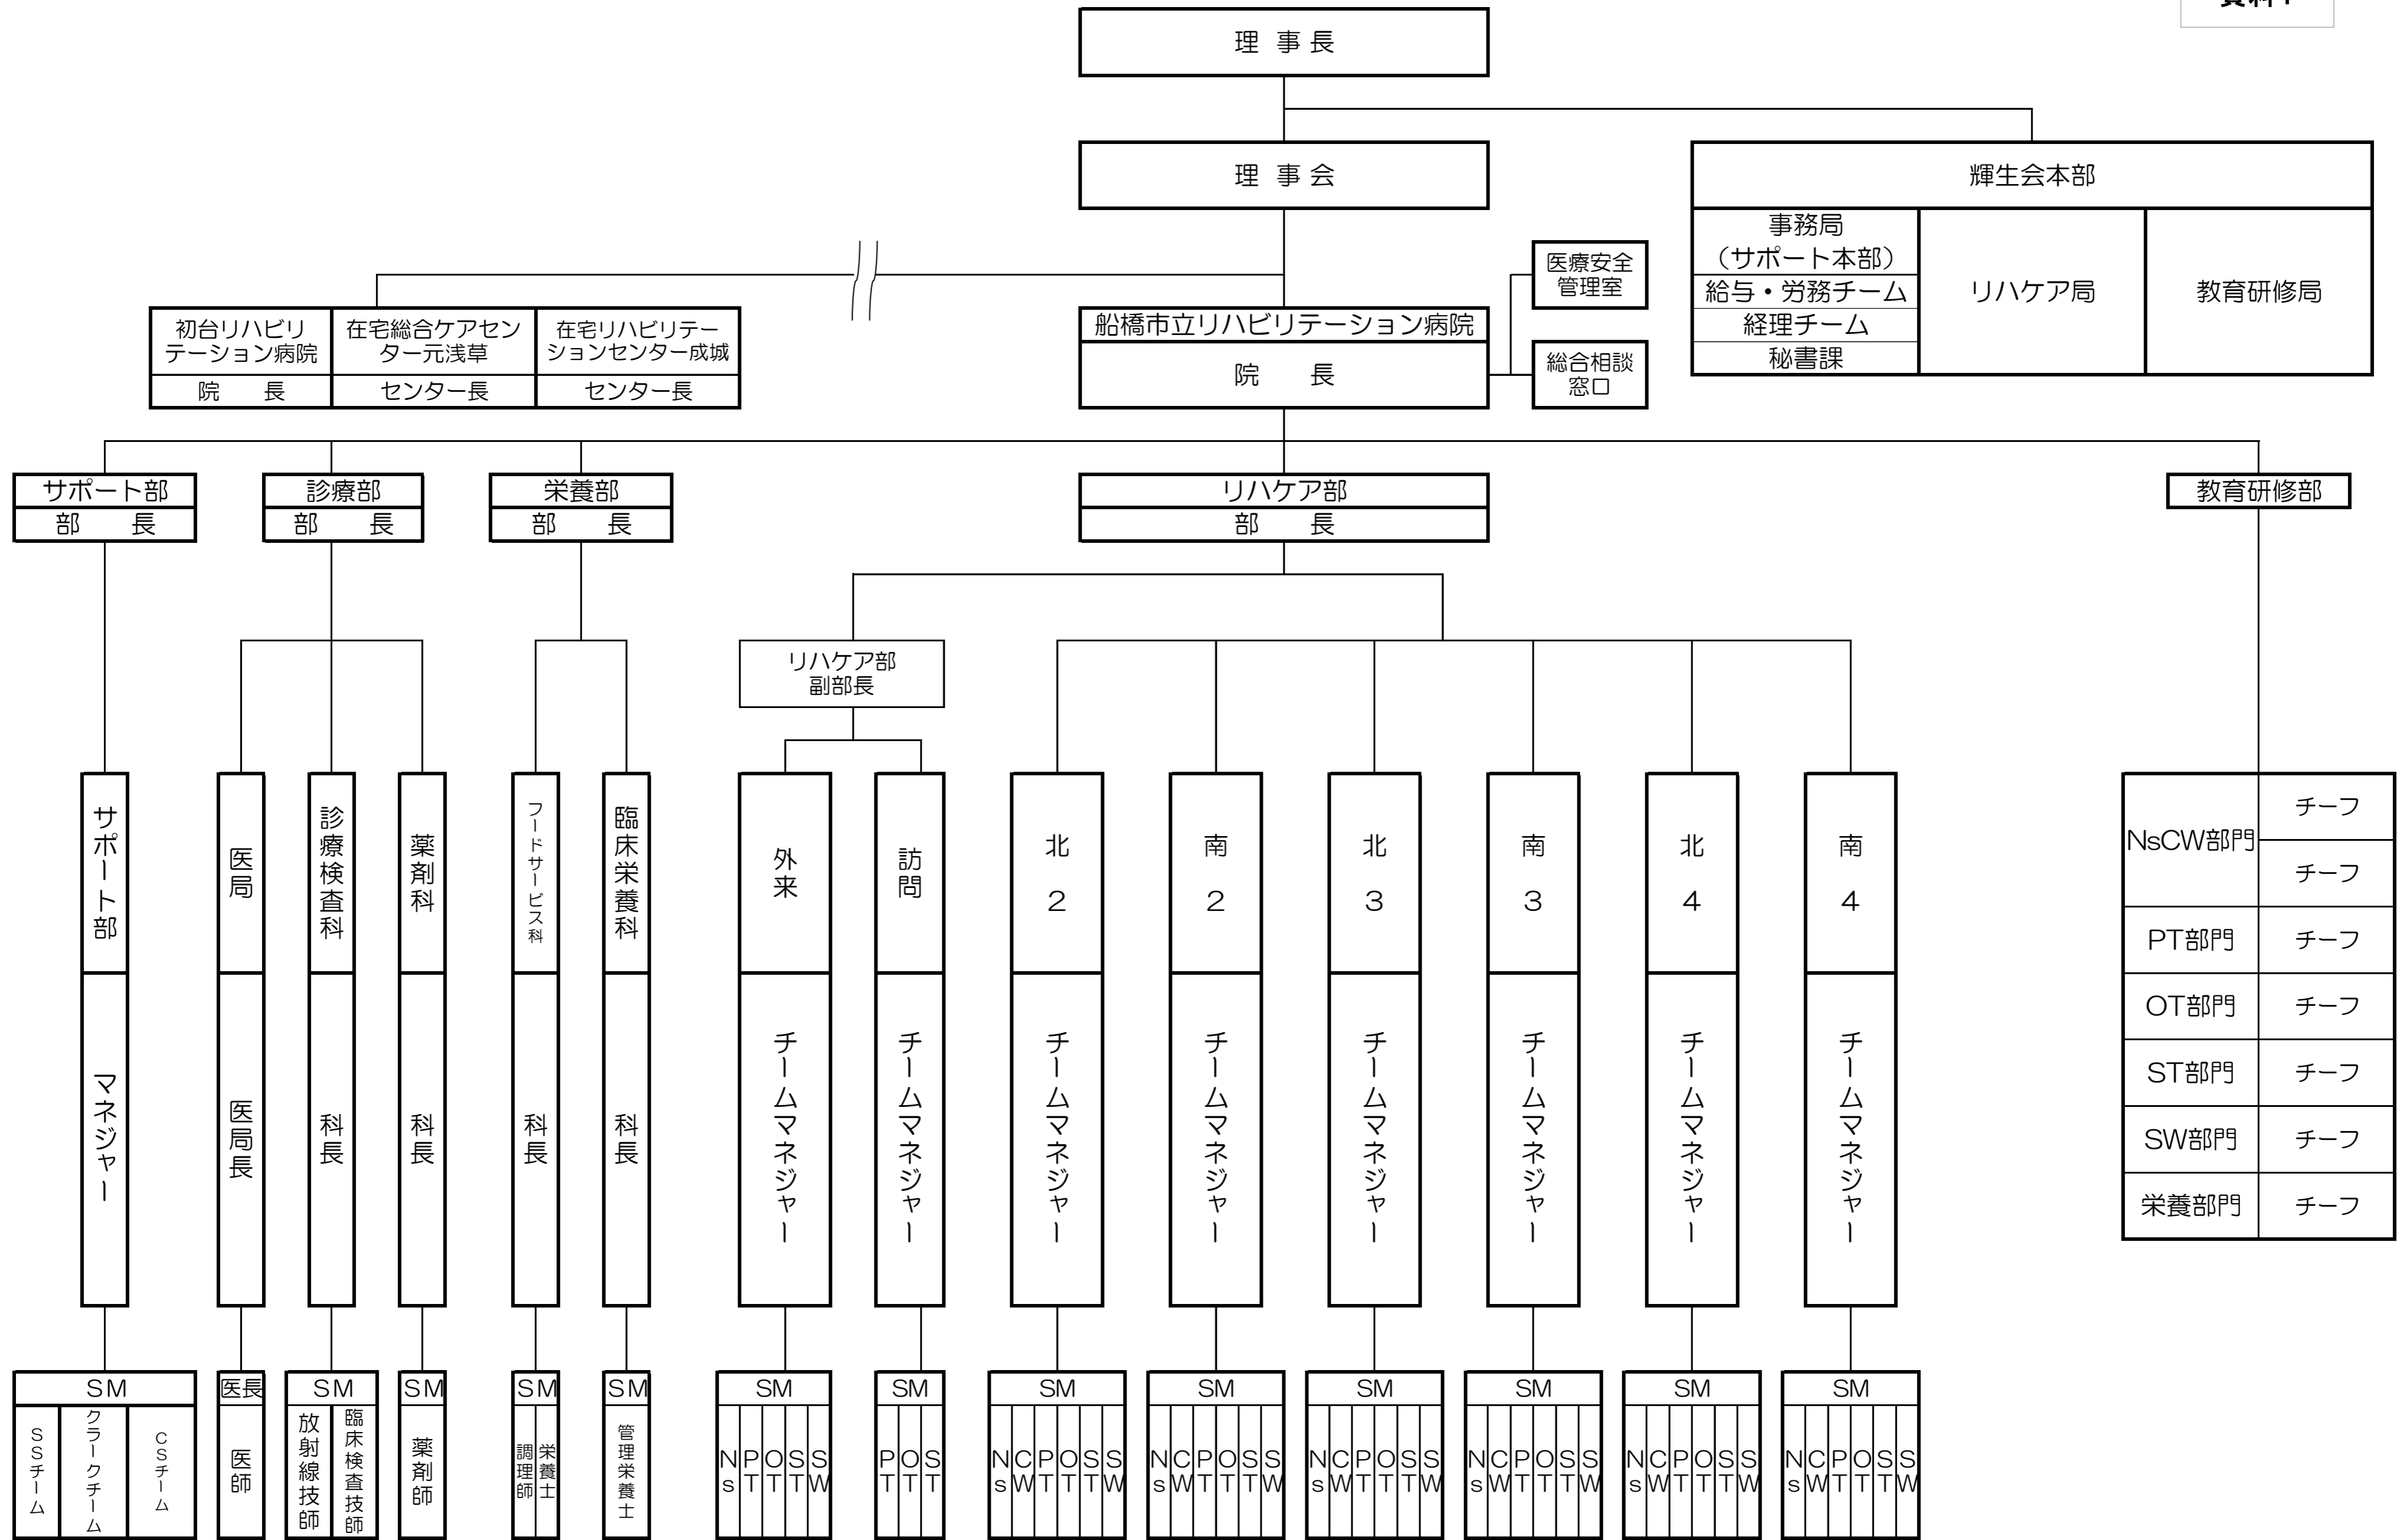 理 事 長
理 事 会
輝生会本部
事務局
（サポート本部）
給与・労務チーム
経理チーム
秘書課
リハケア局
教育研修局
医療安全
管理室
総合相談
窓口
初台リハビリ
テーション病院
院　長
在宅総合ケアセン
ター元浅草
センター長
在宅リハビリテー
ションセンター成城
センター長
船橋市立リハビリテーション病院
院　長
サポート部
部　長
診療部
部　長
栄養部
部　長
リハケア部
部　長
教育研修部
リハケア部
副部長
サポート部
マネジャー
医局
医局長
診療検査科
科長
薬剤科
科長
フードサービス科
科長
臨床栄養科
科長
外来
チームマネジャー
訪問
チームマネジャー
北2
チームマネジャー
南2
チームマネジャー
北3
チームマネジャー
南3
チームマネジャー
北4
チームマネジャー
南4
チームマネジャー
NsCW部門
チーフ
チーフ
PT部門 チーフ
OT部門 チーフ
ST部門 チーフ
SW部門 チーフ
栄養部門 チーフ
SM
SSチーム
クラークチーム
CSチーム
医長
医師
SM
放射線技師
臨床検査技師
SM
薬剤師
SM
調理師
栄養士
SM
管理栄養士
SM
Ns PT OT ST SW
SM
PT OT ST
SM
Ns CW PT OT ST SW
SM
Ns CW PT OT ST SW
SM
Ns CW PT OT ST SW
SM
Ns CW PT OT ST SW
SM
Ns CW PT OT ST SW
SM
Ns CW PT OT ST SW